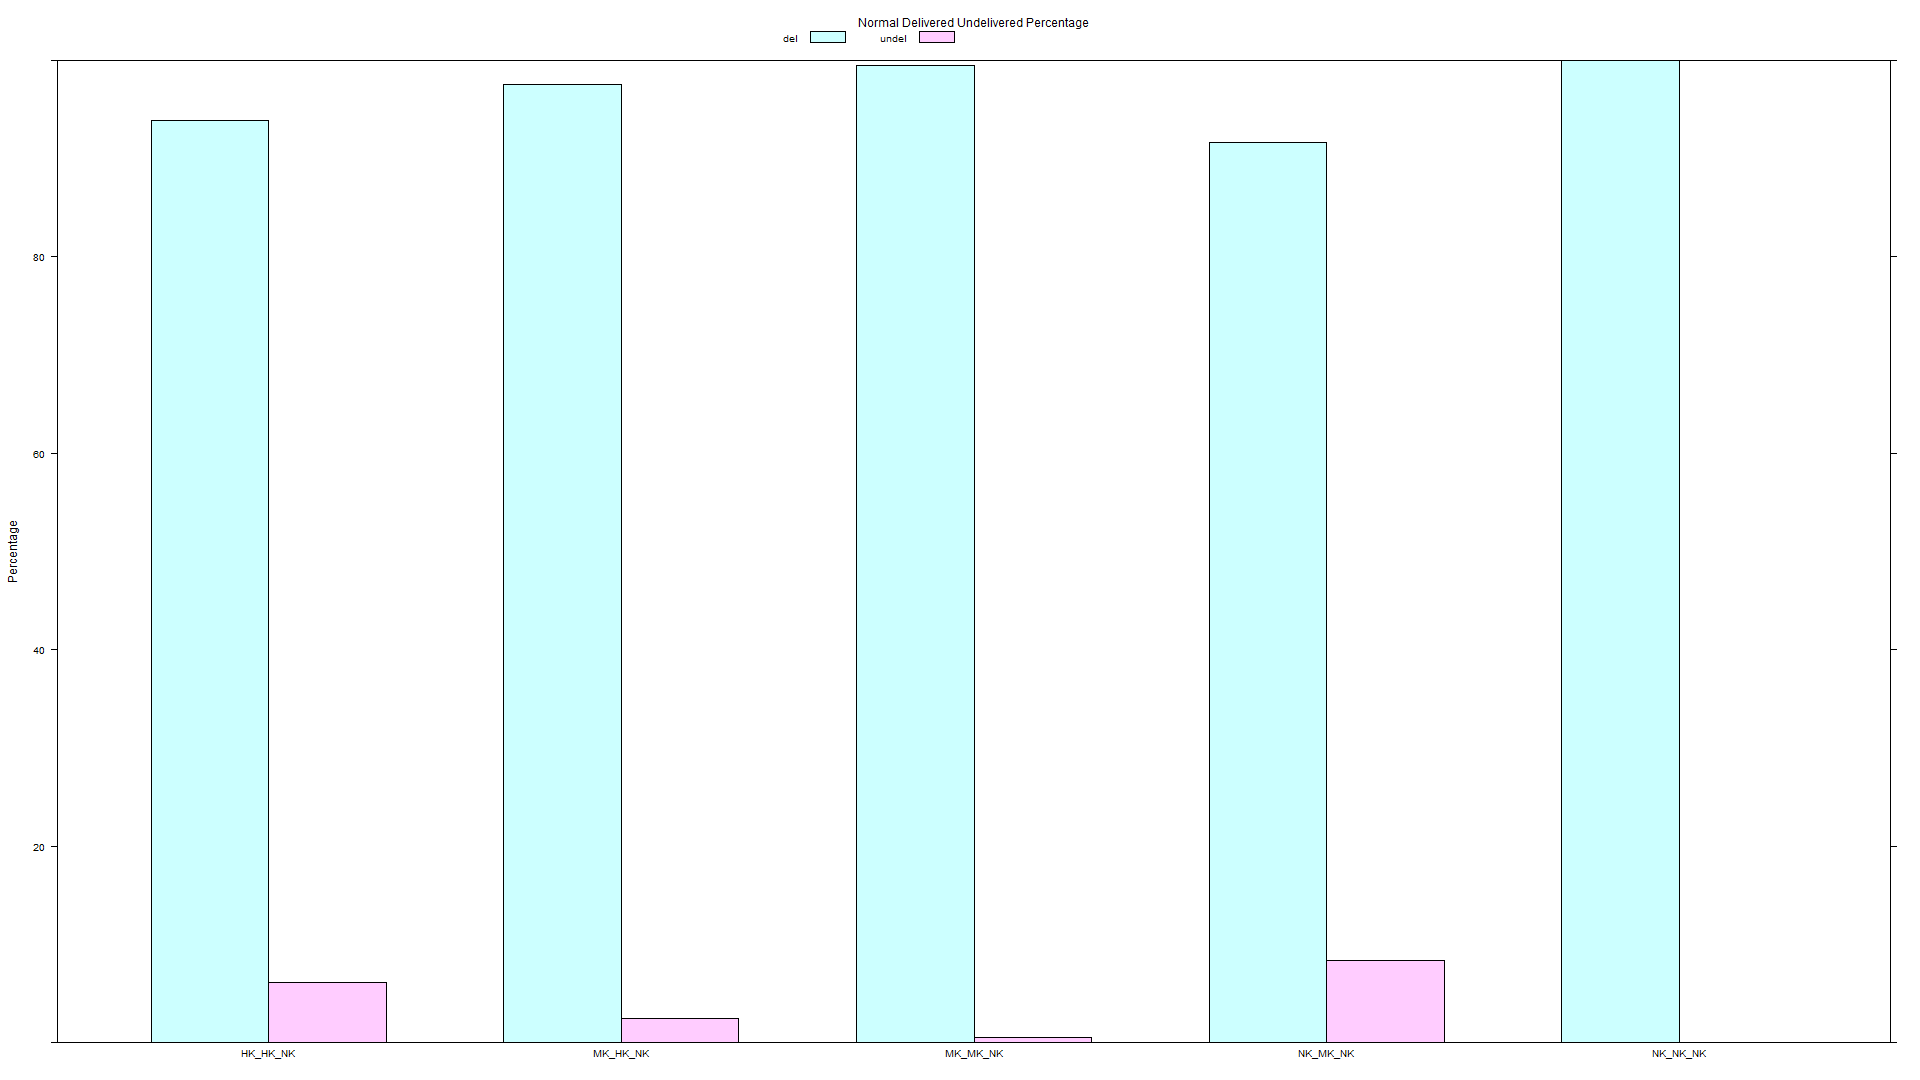 Normal Delivered Undelivered Percentage
del undel
80
60
Percentage
40
20
HK_HK_NK MK_HK_NK MK_MK_NK NK_MK_NK NK_NK_NK